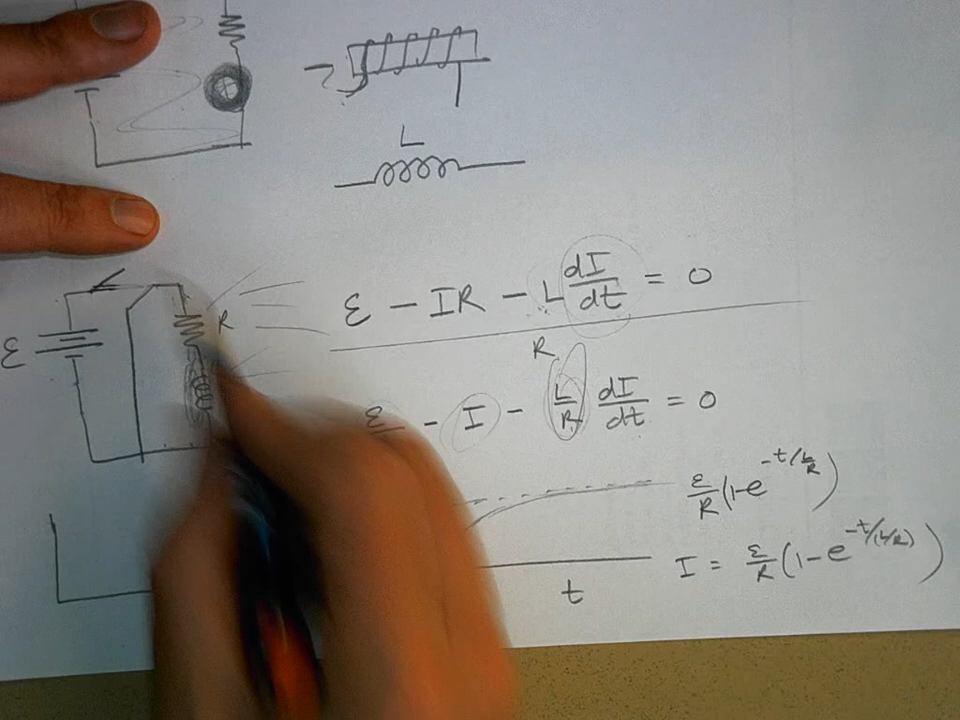 L
ε - IR - L dI/dt = 0
R
ε R
ε - I - L/R dI/dt = 0
ε/R (1-e^{-t/L/R})
I = ε/R (1-e^{-t/(L/R)})
t